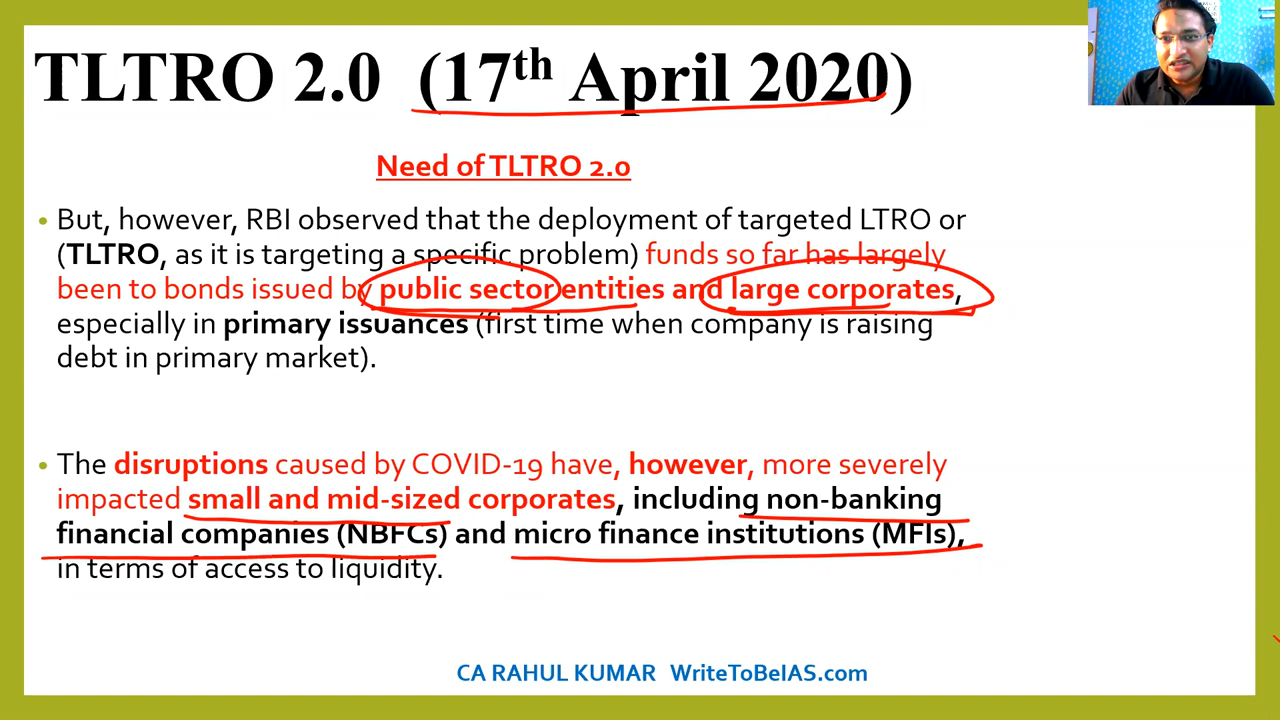 TLTRO 2.0 (17th April 2020)
Need of TLTRO 2.0
• But, however, RBI observed that the deployment of targeted LTRO or
(TLTRO, as it is targeting a specific problem) funds so far has largely
been to bonds issued by public sector entities and large corporates,
especially in primary issuances (first time when company is raising
debt in primary market).
• The disruptions caused by COVID-19 have, however, more severely
impacted small and mid-sized corporates, including non-banking
financial companies (NBFCs) and micro finance institutions (MFIs),
in terms of access to liquidity.
CA RAHUL KUMAR WriteToBeIAS.com